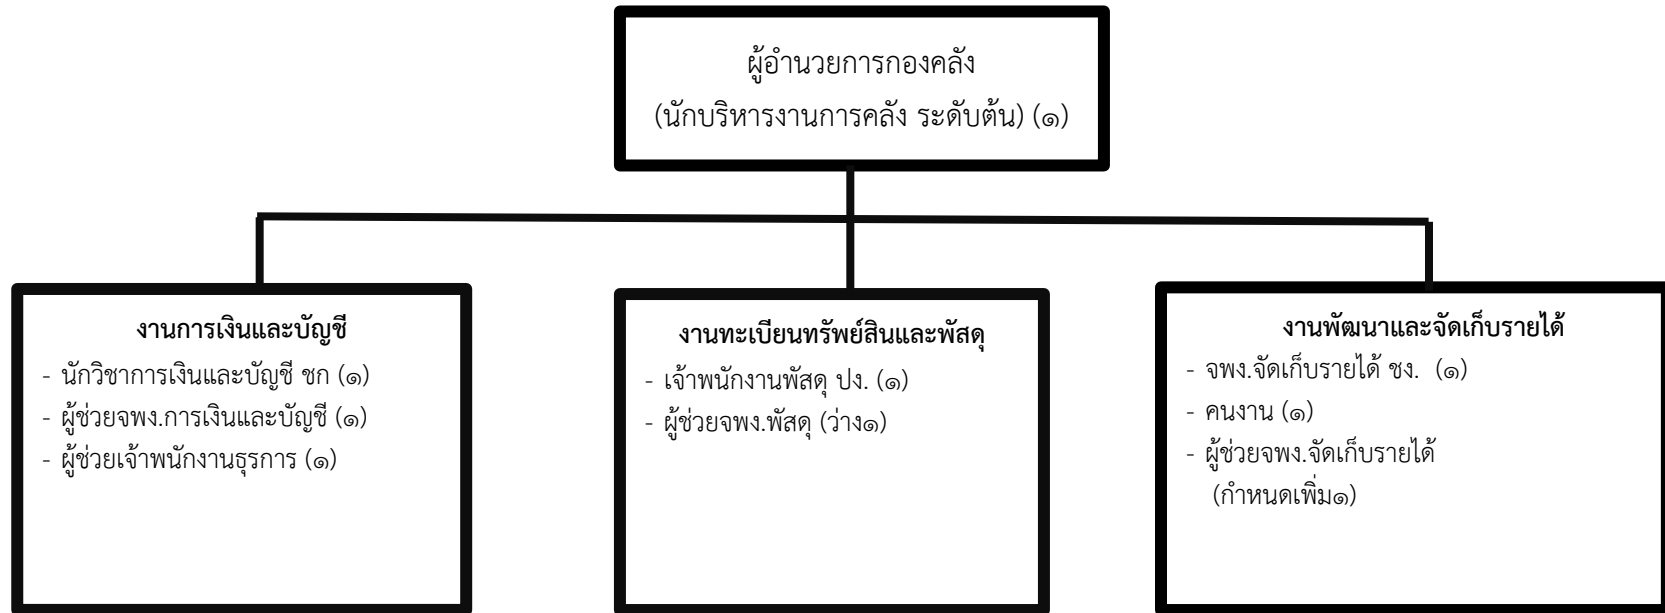 ผู้อำนวยการกองคลัง
(นักบริหารงานการคลัง ระดับต้น) (๑)
งานการเงินและบัญชี
- นักวิชาการเงินและบัญชี ชก (๑)
- ผู้ช่วยจพง.การเงินและบัญชี (๑)
- ผู้ช่วยเจ้าพนักงานธุรการ (๑)
งานทะเบียนทรัพย์สินและพัสดุ
- เจ้าพนักงานพัสดุ ปง. (๑)
- ผู้ช่วยจพง.พัสดุ (ว่าง๑)
งานพัฒนาและจัดเก็บรายได้
- จพง.จัดเก็บรายได้ ชง. (๑)
- คนงาน (๑)
- ผู้ช่วยจพง.จัดเก็บรายได้
(กำหนดเพิ่ม๑)